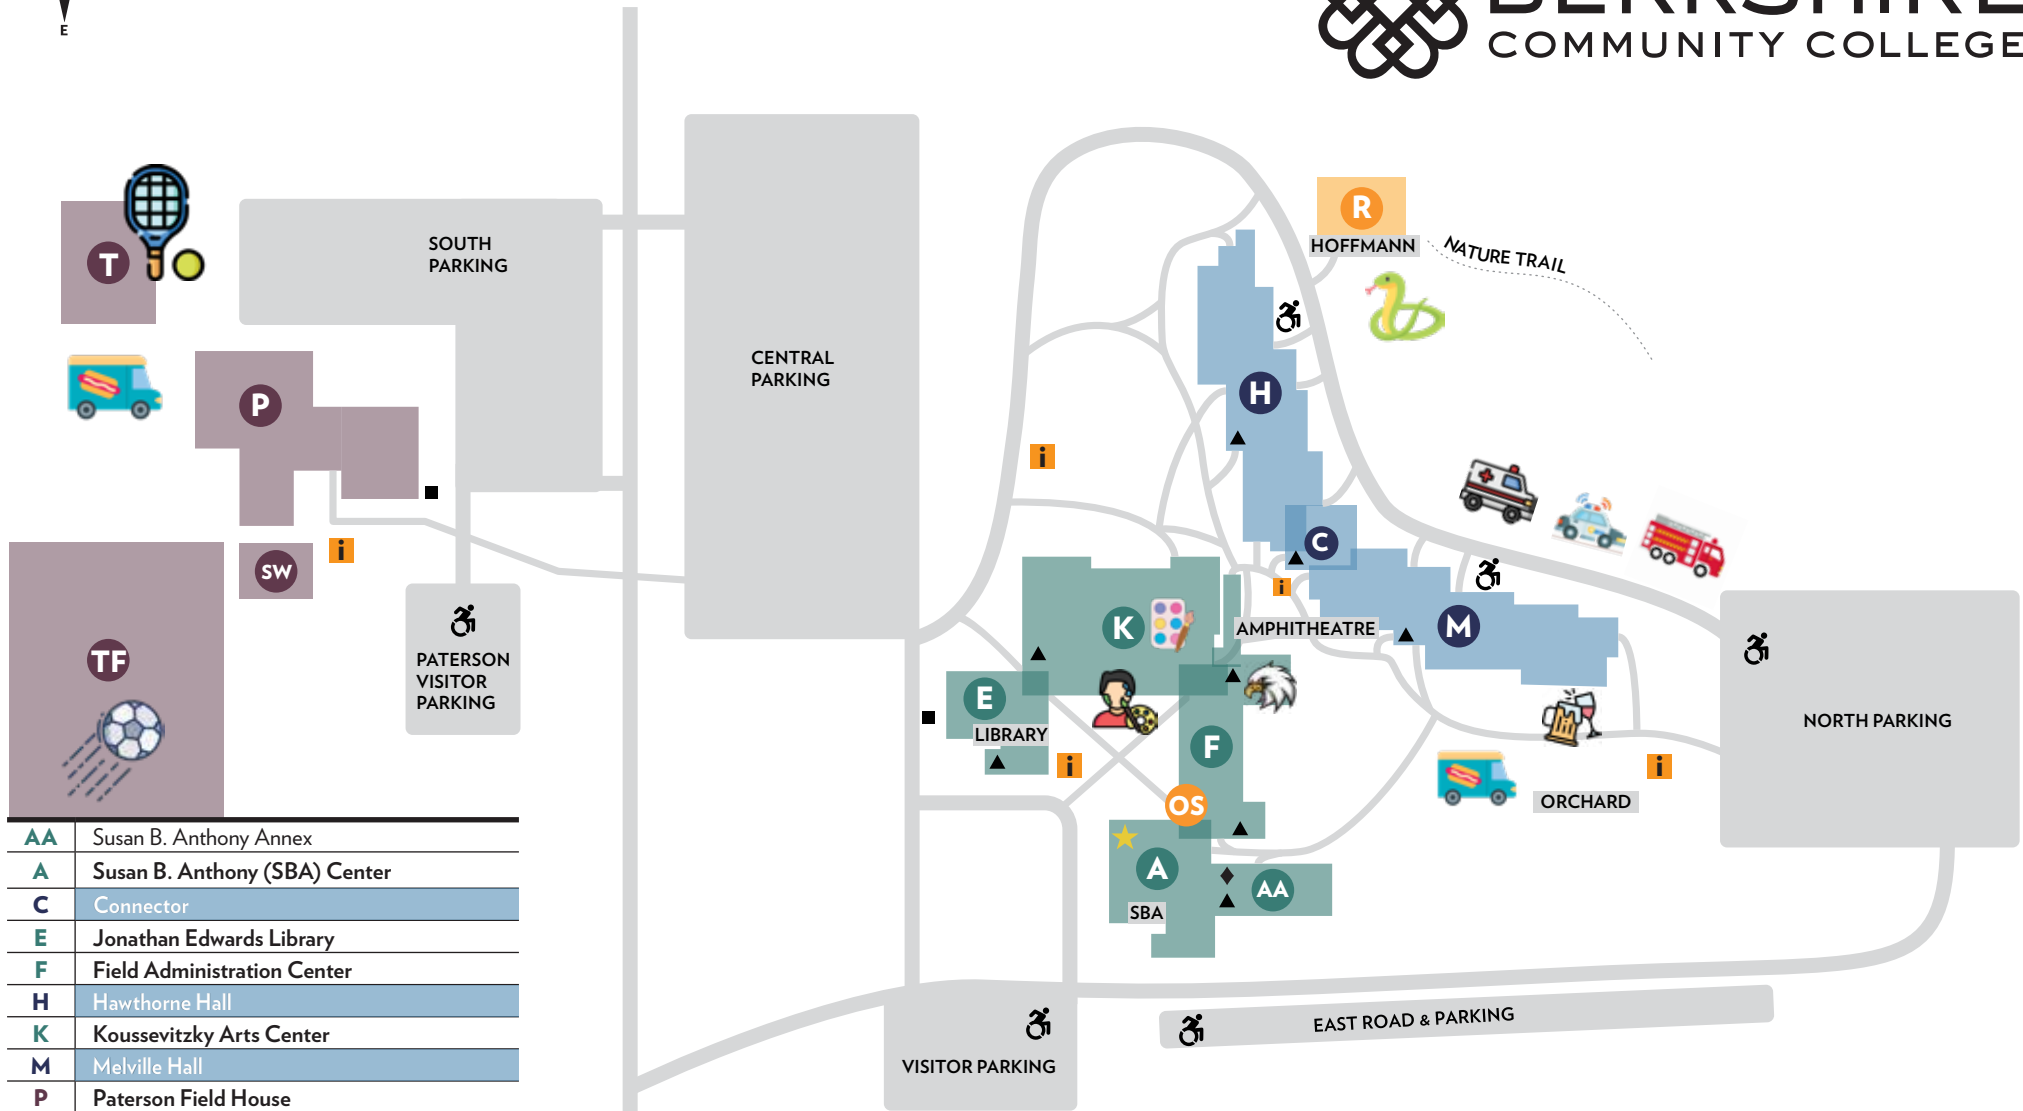 E
BERKSHIRE
COMMUNITY COLLEGE
T
SOUTH
PARKING
CENTRAL
PARKING
R
HOFFMANN
NATURE TRAIL
P
H
i
C
i
SW
i
K
AMPHITHEATRE
M
TF
PATERSON
VISITOR
PARKING
E
LIBRARY
i
F
OS
ORCHARD
i
NORTH PARKING
A
SBA
AA
EAST ROAD & PARKING
VISITOR PARKING
AA Susan B. Anthony Annex
A Susan B. Anthony (SBA) Center
C Connector
E Jonathan Edwards Library
F Field Administration Center
H Hawthorne Hall
K Koussevitzky Arts Center
M Melville Hall
P Paterson Field House